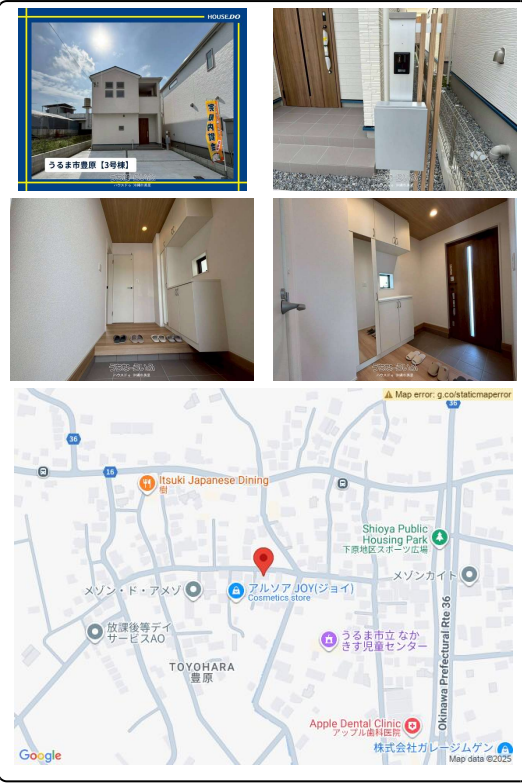 HOUSEDO
うるま市豊原【3号棟】
Map error: g.co/staticmaperror
36
36
16
Itsuki Japanese Dining
樹
Shioya Public
Housing Park
下原地区スポーツ広場
メゾン・ド・アメソ
アルソア JOY(ジョイ)
Cosmetics store
メゾンカイト
放課後等デイ
サービスAO
うるま市立 なか
きす児童センター
TOYOHARA
豊原
Okinawa Prefectural Rte 36
Apple Dental Clinic
アップル歯科医院
株式会社ガレージムゲン
Google
Map data ©2025